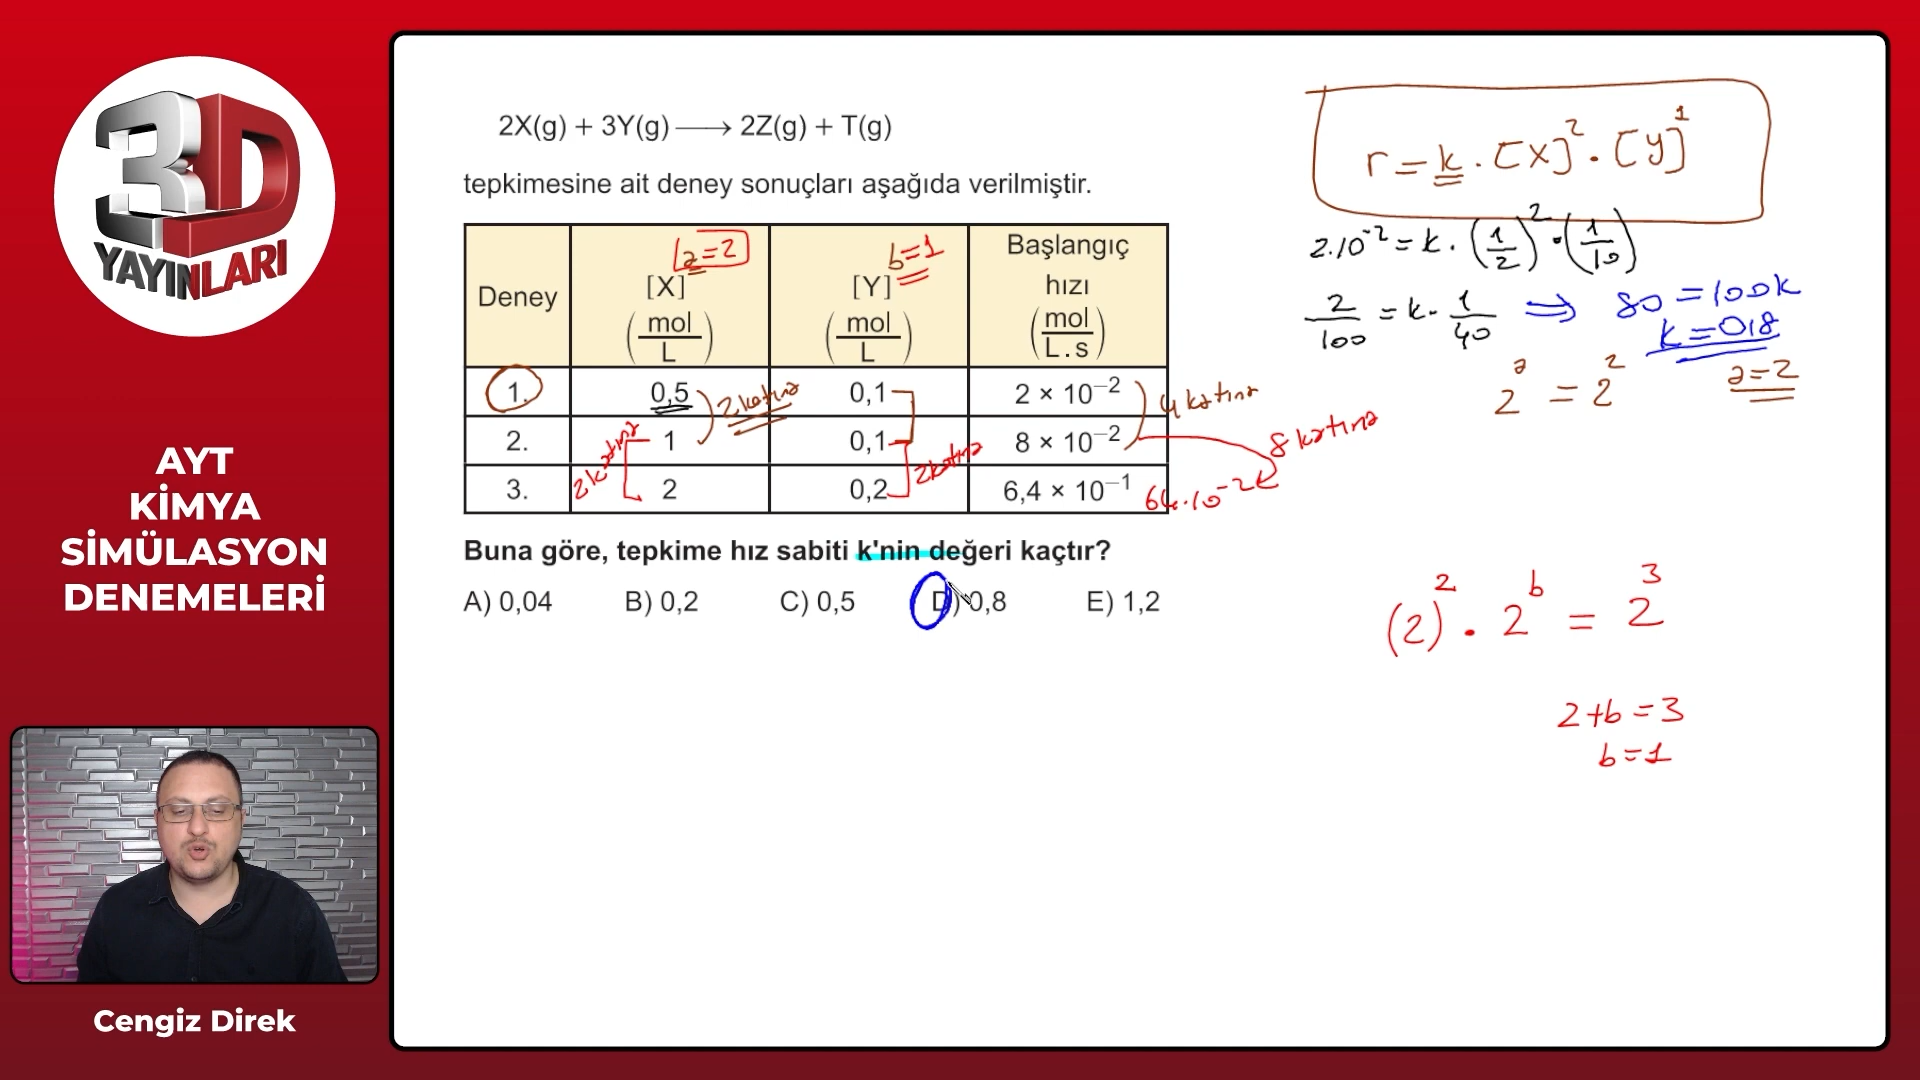 3D
YAYINLARI
AYT
KİMYA
SİMÜLASYON
DENEMELERİ
Cengiz Direk
2X(g) + 3Y(g) ⟶ 2Z(g) + T(g)
tepkimesine ait deney sonuçları aşağıda verilmiştir.
Deney
a=2
[X]
(mol/L)
b=1
[Y]
(mol/L)
Başlangıç
hızı
(mol/L.s)
1. 0,5 0,1 2 × 10⁻²
2. 1 0,1 8 × 10⁻²
3. 2 0,2 6,4 × 10⁻¹
2 katına
2 katına
2 katına
4 katına
8 katına
64.10⁻²
Buna göre, tepkime hız sabiti k'nin değeri kaçtır?
A) 0,04 B) 0,2 C) 0,5 D) 0,8 E) 1,2
r = k . [X]² . [Y]¹
2.10⁻² = k . (1/2)² . (1/10)
2/100 = k . 1/40 ⇒ 80 = 100k
k = 0,8
2ᵃ = 2² a=2
(2)² . 2ᵇ = 2³
2+b=3
b=1